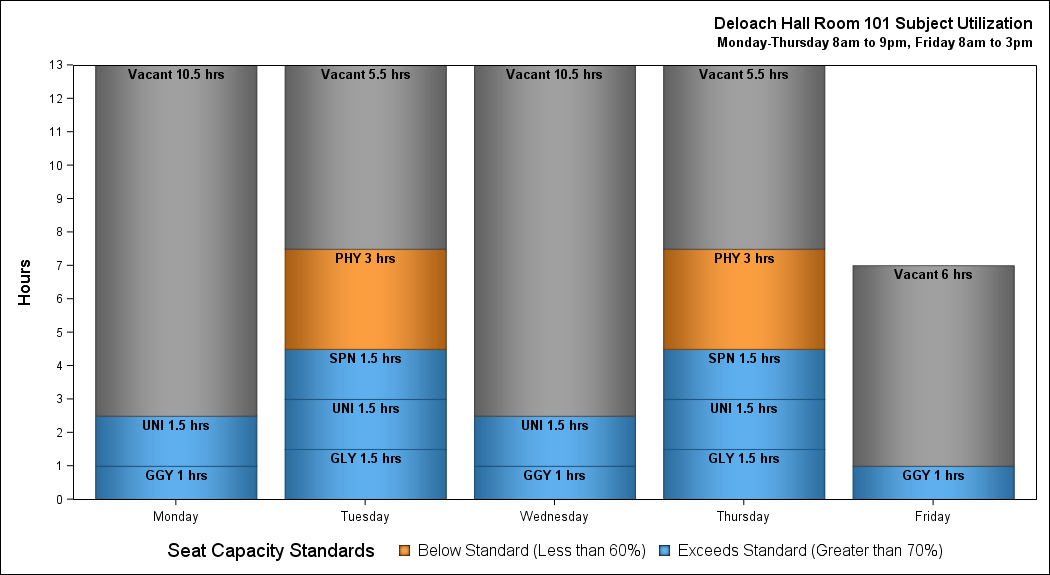 Deloach Hall Room 101 Subject Utilization
Monday-Thursday 8am to 9pm, Friday 8am to 3pm
Hours
13
12
11
10
9
8
7
6
5
4
3
2
1
0
Vacant 10.5 hrs
UNI 1.5 hrs
GGY 1 hrs
Vacant 5.5 hrs
PHY 3 hrs
SPN 1.5 hrs
UNI 1.5 hrs
GLY 1.5 hrs
Vacant 10.5 hrs
UNI 1.5 hrs
GGY 1 hrs
Vacant 5.5 hrs
PHY 3 hrs
SPN 1.5 hrs
UNI 1.5 hrs
GLY 1.5 hrs
Vacant 6 hrs
GGY 1 hrs
Monday Tuesday Wednesday Thursday Friday
Seat Capacity Standards Below Standard (Less than 60%) Exceeds Standard (Greater than 70%)